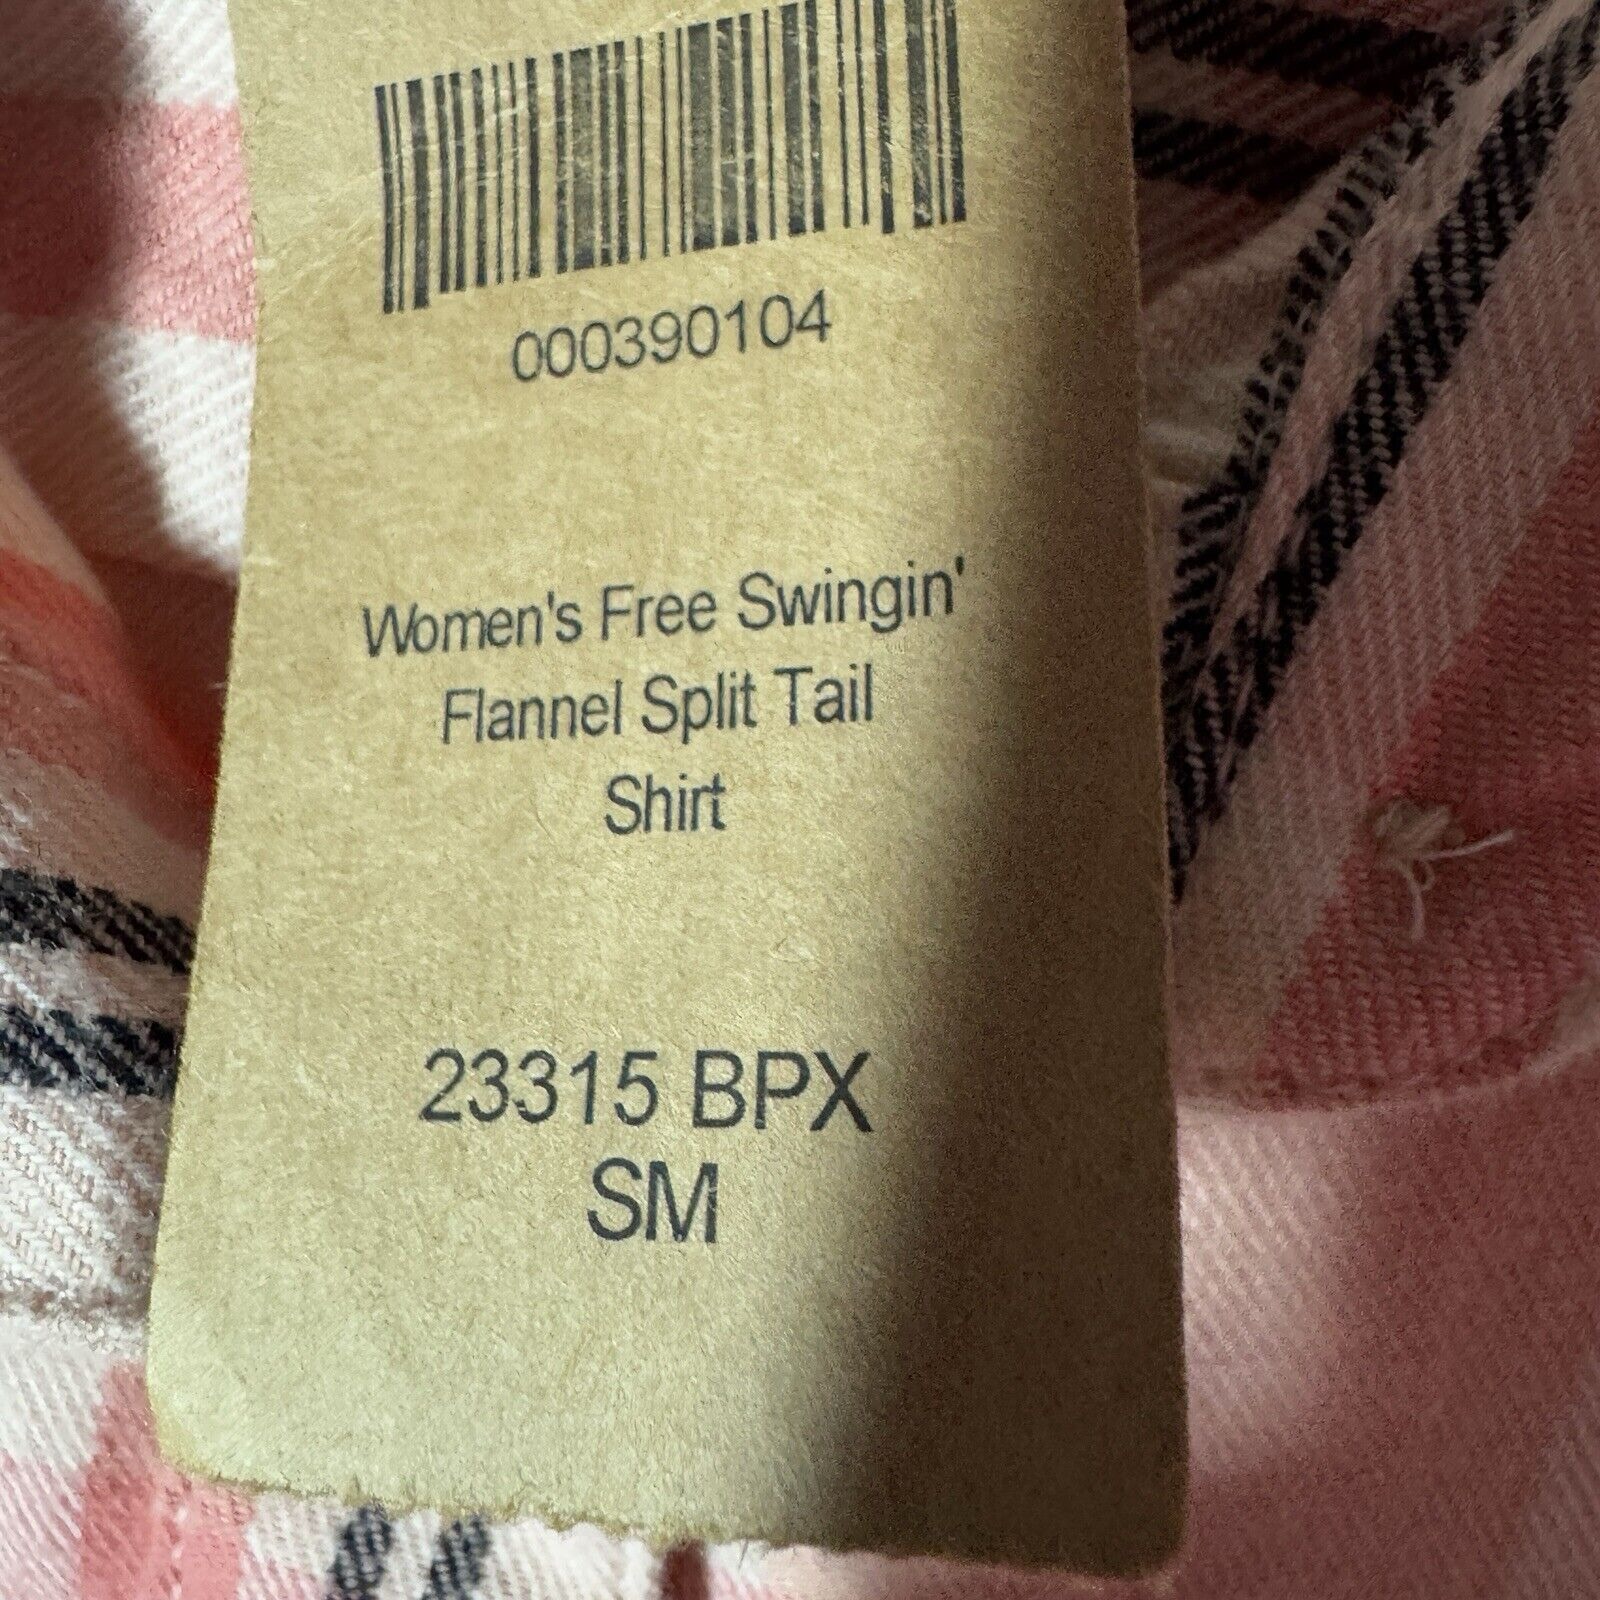 000390104
Women's Free Swingin'
Flannel Split Tail
Shirt
23315 BPX
SM